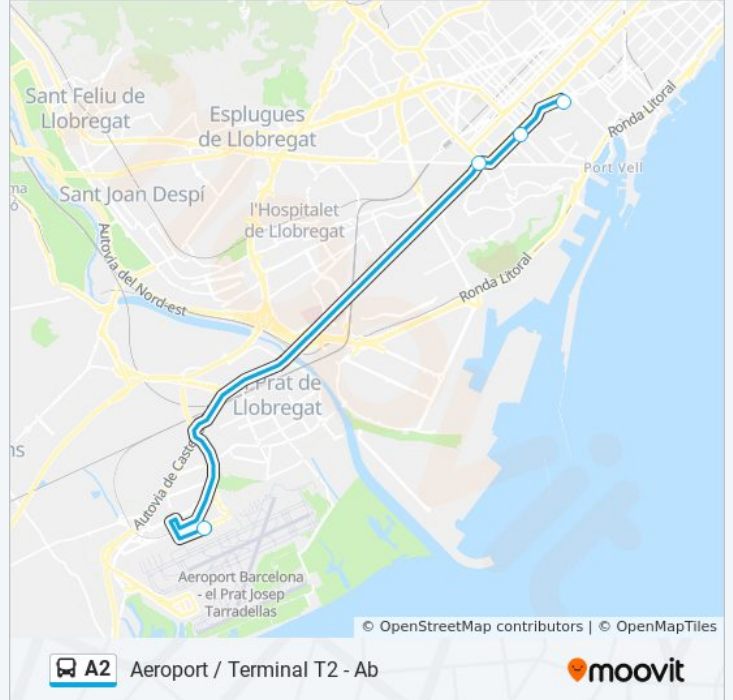 Sant Feliu de
Llobregat
Esplugues
de Llobregat
Ronda Litoral
Port Vell
Sant Joan Despí
l'Hospitalet
de Llobregat
Autovia del Nord-est
Ronda Litoral
Prat de
Llobregat
Autovia de Caste
Aeroport Barcelona
- el Prat Josep
Tarradellas
© OpenStreetMap contributors | © OpenMapTiles
A2 Aeroport / Terminal T2 - Ab
moovit